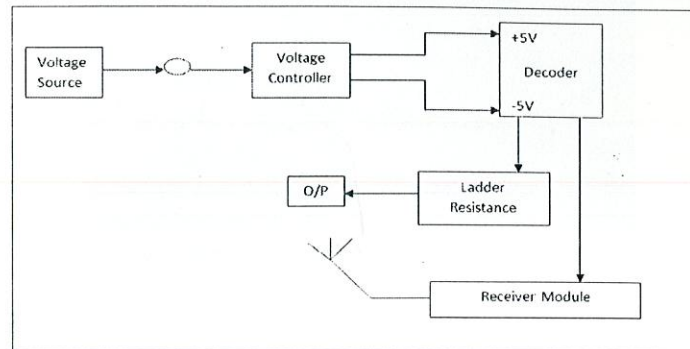 Voltage
Source
Voltage
Controller
+5V
Decoder
-5V
O/P
Ladder
Resistance
Receiver Module